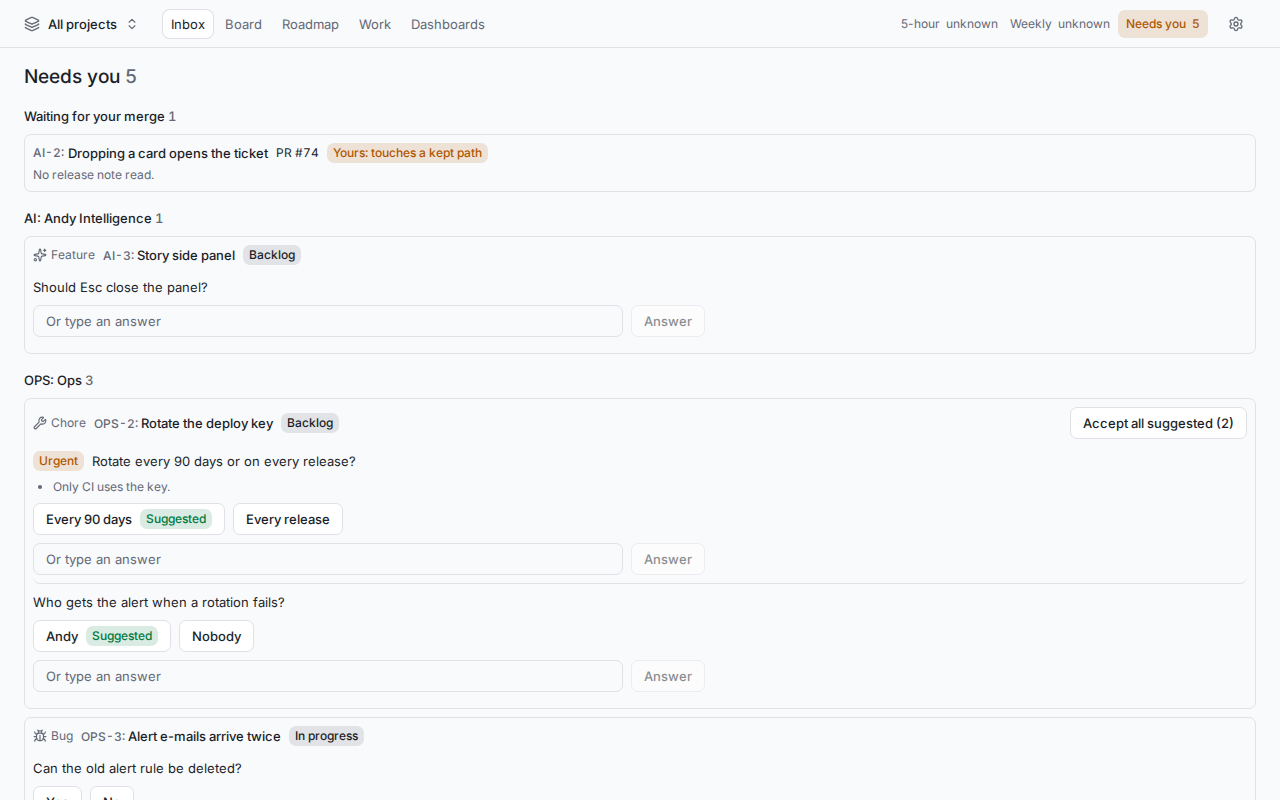 All projects Inbox Board Roadmap Work Dashboards 5-hour unknown Weekly unknown Needs you 5
Needs you 5
Waiting for your merge 1
AI-2: Dropping a card opens the ticket PR #74 Yours: touches a kept path
No release note read.
AI: Andy Intelligence 1
Feature AI-3: Story side panel Backlog
Should Esc close the panel?
Or type an answer Answer
OPS: Ops 3
Chore OPS-2: Rotate the deploy key Backlog Accept all suggested (2)
Urgent Rotate every 90 days or on every release?
• Only CI uses the key.
Every 90 days Suggested Every release
Or type an answer Answer
Who gets the alert when a rotation fails?
Andy Suggested Nobody
Or type an answer Answer
Bug OPS-3: Alert e-mails arrive twice In progress
Can the old alert rule be deleted?